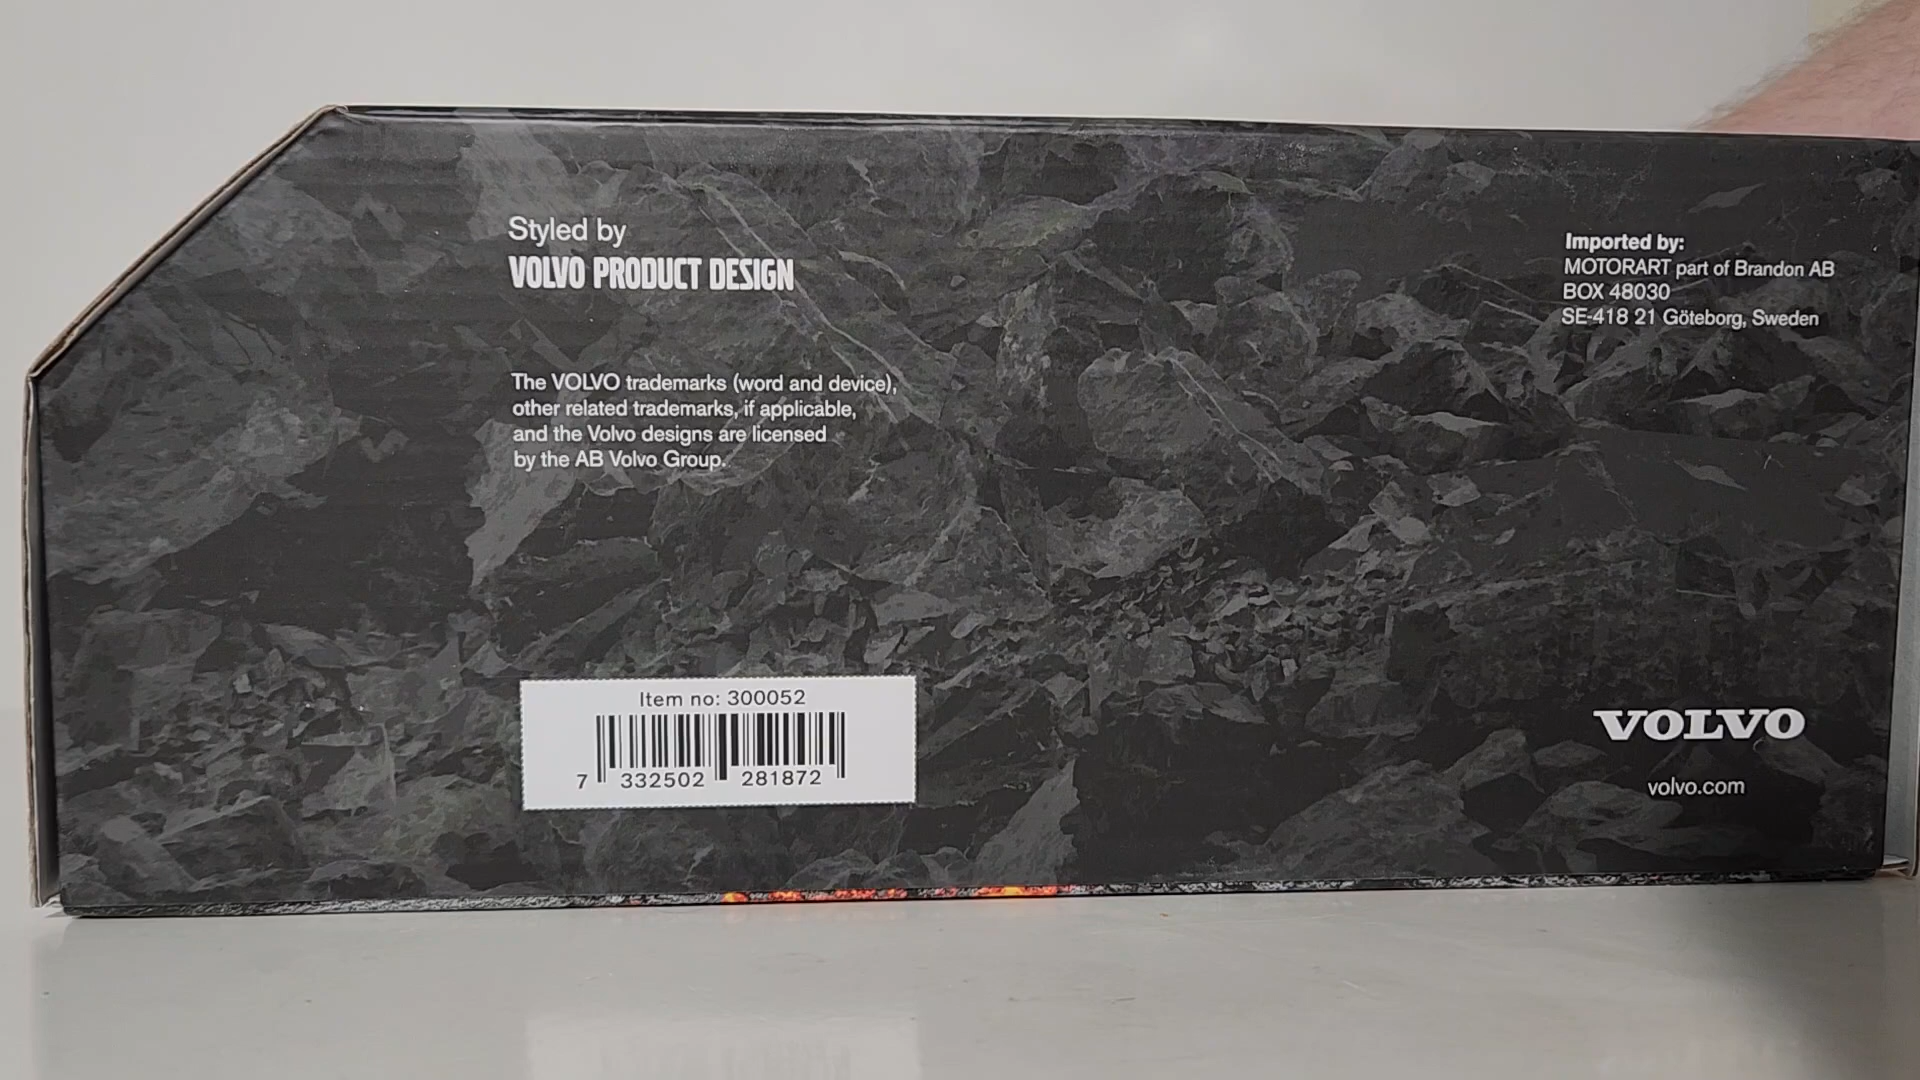 Styled by
VOLVO PRODUCT DESIGN
The VOLVO trademarks (word and device),
other related trademarks, if applicable,
and the Volvo designs are licensed
by the AB Volvo Group.
Item no: 300052
7 332502 281872
Imported by:
MOTORART part of Brandon AB
BOX 48030
SE-418 21 Göteborg, Sweden
VOLVO
volvo.com